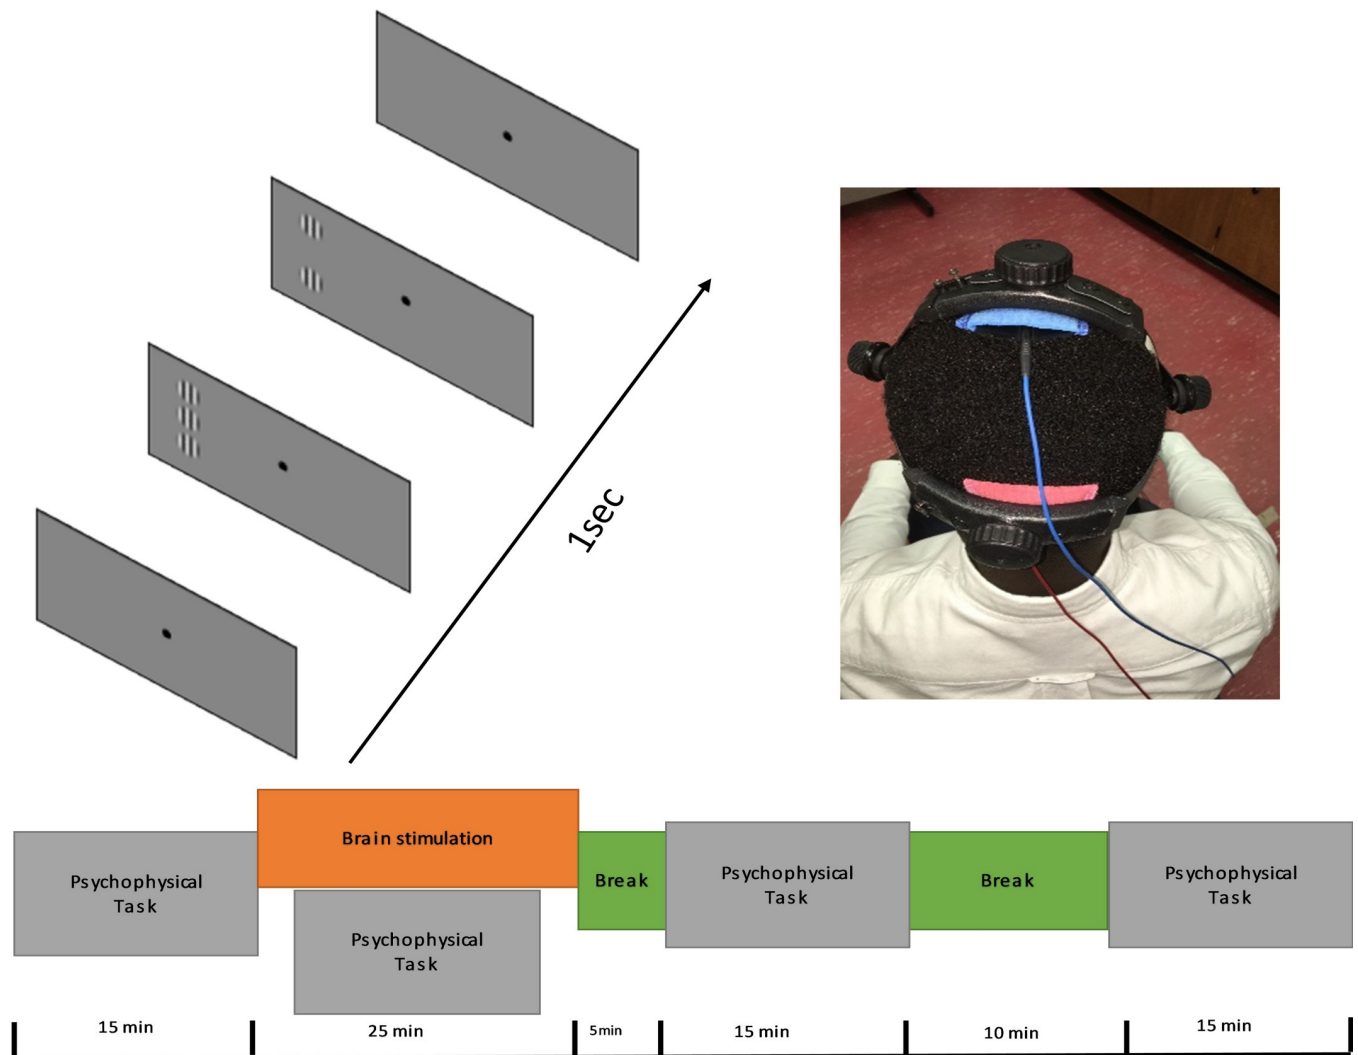 1sec
Brain stimulation
Psychophysical
Task
Break
Psychophysical
Task
Break
Psychophysical
Task
Psychophysical
Task
15 min
25 min
5min
15 min
10 min
15 min